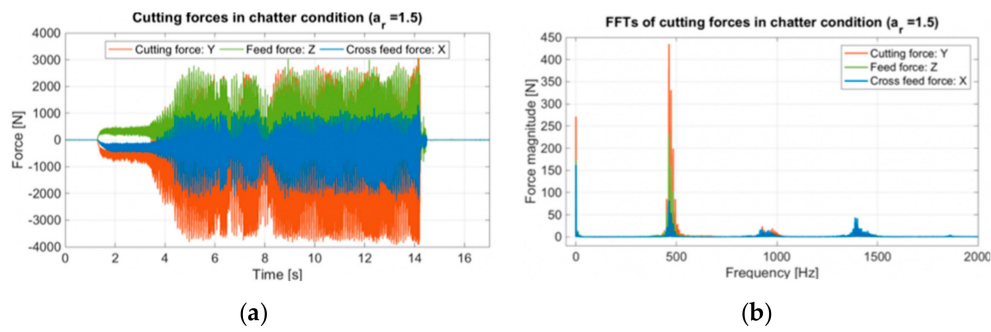 Cutting forces in chatter condition (a_r =1.5)
Cutting force: Y Feed force: Z Cross feed force: X
4000
3000
2000
1000
0
-1000
-2000
-3000
-4000
Force [N]
0 2 4 6 8 10 12 14 16
Time [s]
(a)
FFTs of cutting forces in chatter condition (a_r =1.5)
Cutting force: Y
Feed force: Z
Cross feed force: X
450
400
350
300
250
200
150
100
50
0
Force magnitude [N]
0 500 1000 1500 2000
Frequency [Hz]
(b)